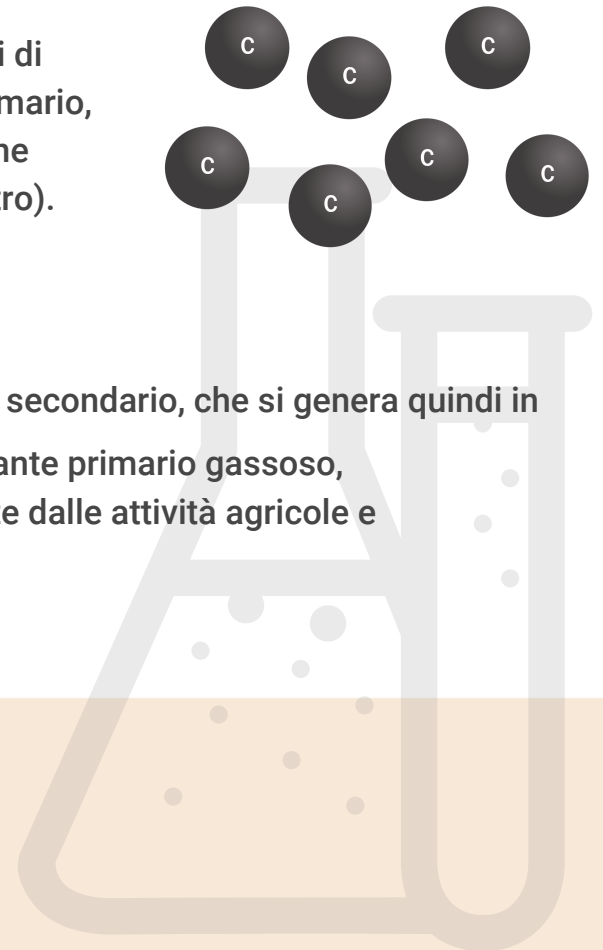 i di
mario,
ne
tro).
C
C
C
C
C
C
C
secondario, che si genera quindi in
ante primario gassoso,
e dalle attività agricole e